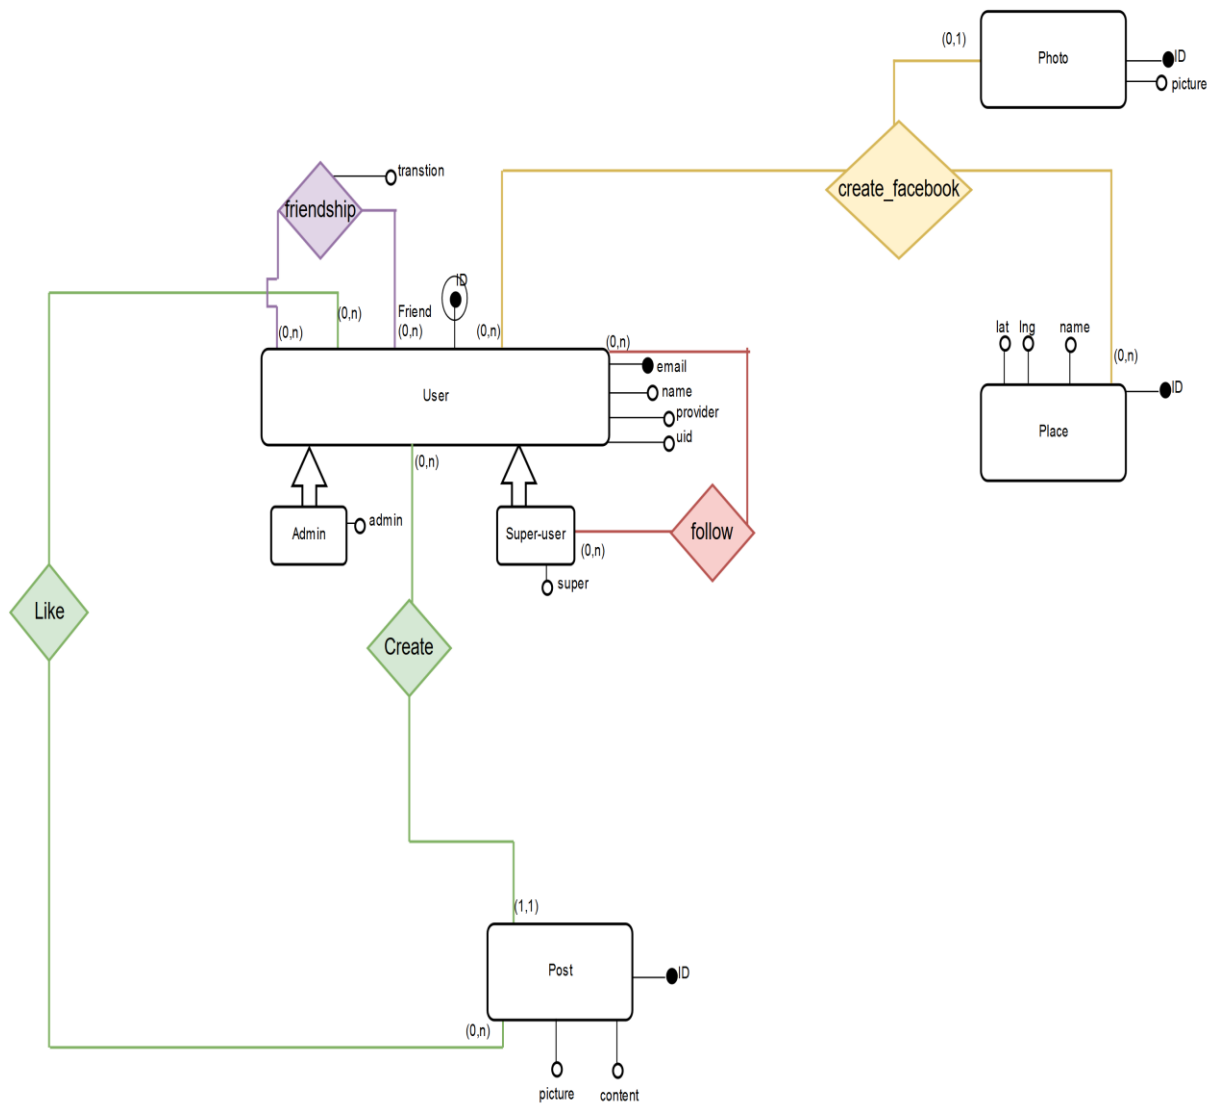 (0,1)
Photo
ID
picture
transtion
friendship
create_facebook
ID
(0,n)
Friend
(0,n)
(0,n)
(0,n)
(0,n)
lat
lng
name
(0,n)
User
email
name
provider
uid
ID
Place
(0,n)
Admin
admin
Super-user
(0,n)
follow
super
Like
Create
(1,1)
Post
ID
(0,n)
picture
content